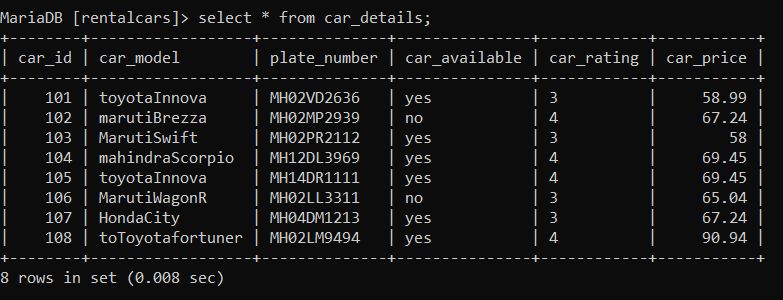 MariaDB [rentalcars]> select * from car_details;
+--------+-----------------+--------------+---------------+------------+-----------+
| car_id | car_model       | plate_number | car_available | car_rating | car_price |
+--------+-----------------+--------------+---------------+------------+-----------+
|    101 | toyotaInnova    | MH02VD2636   | yes           | 3          |     58.99 |
|    102 | marutiBrezza    | MH02MP2939   | no            | 4          |     67.24 |
|    103 | MarutiSwift     | MH02PR2112   | yes           | 3          |        58 |
|    104 | mahindraScorpio | MH12DL3969   | yes           | 4          |     69.45 |
|    105 | toyotaInnova    | MH14DR1111   | yes           | 4          |     69.45 |
|    106 | MarutiWagonR    | MH02LL3311   | no            | 3          |     65.04 |
|    107 | HondaCity       | MH04DM1213   | yes           | 3          |     67.24 |
|    108 | toToyotafortuner | MH02LM9494   | yes           | 4          |     90.94 |
+--------+-----------------+--------------+---------------+------------+-----------+
8 rows in set (0.008 sec)